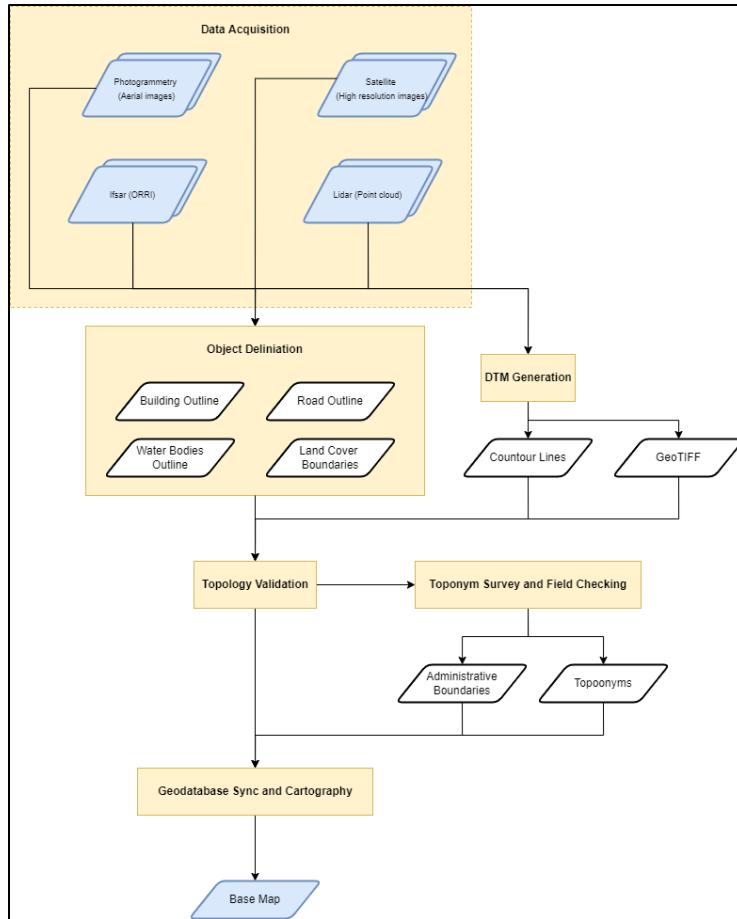 Data Acquisition
Photogrammetry
(Aerial images)
Satellite
(High resolution images)
Ifsar (ORRI)
Lidar (Point cloud)
Object Deliniation
Building Outline
Road Outline
Water Bodies
Outline
Land Cover
Boundaries
DTM Generation
Countour Lines
GeoTIFF
Topology Validation
Toponym Survey and Field Checking
Administrative
Boundaries
Topoonyms
Geodatabase Sync and Cartography
Base Map